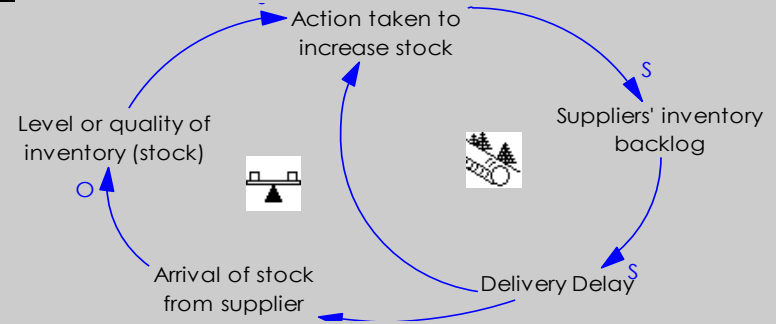 Action taken to
increase stock
S
Suppliers' inventory
backlog
Level or quality of
inventory (stock)
O
S
Delivery Delay
Arrival of stock
from supplier